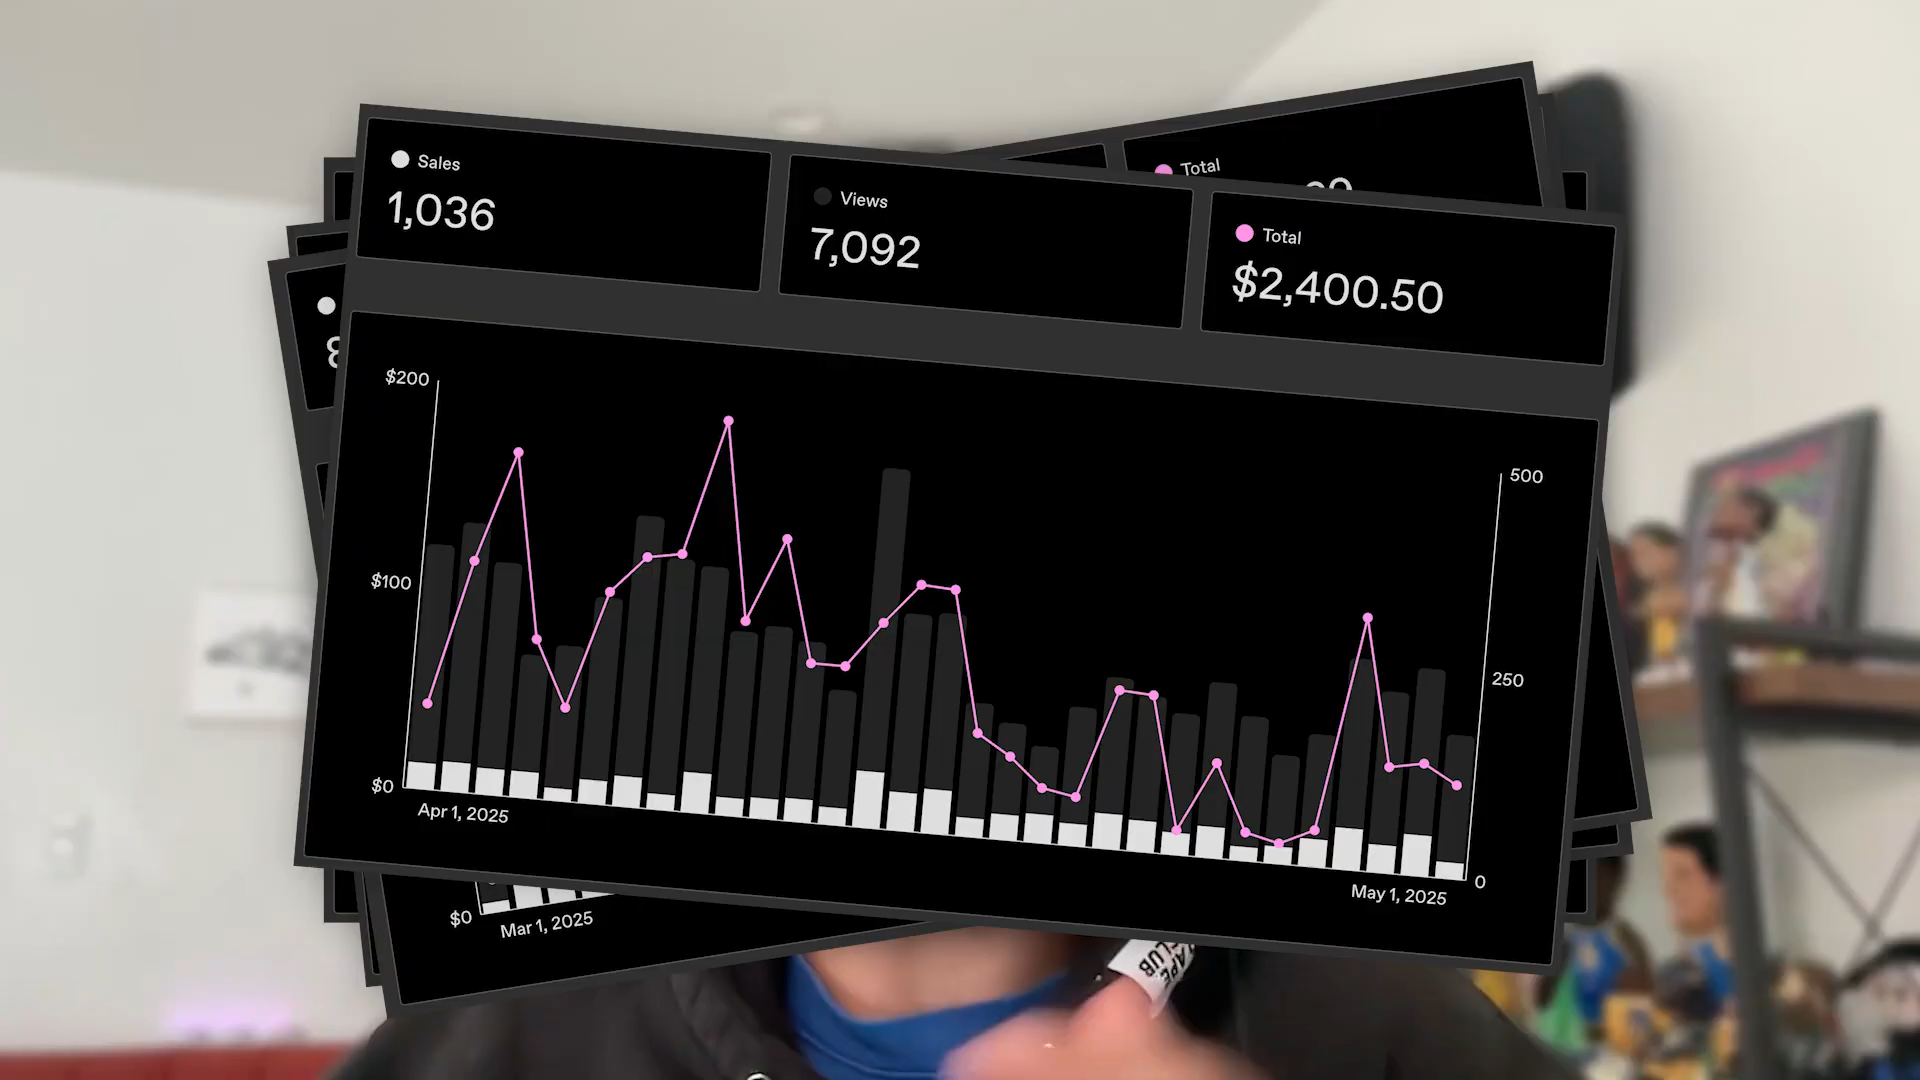 Sales
1,036
Views
7,092
Total
$2,400.50
Total
$200
$100
$0
500
250
0
Apr 1, 2025
May 1, 2025
$0
Mar 1, 2025
CLUB